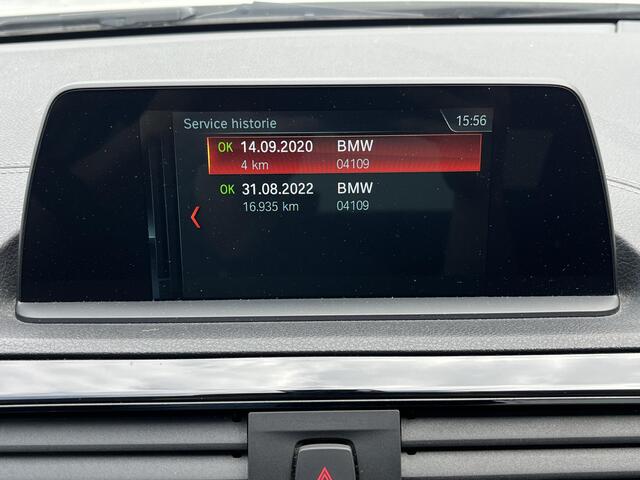 Service historie 15:56
OK 14.09.2020 BMW
4 km 04109
OK 31.08.2022 BMW
16.935 km 04109